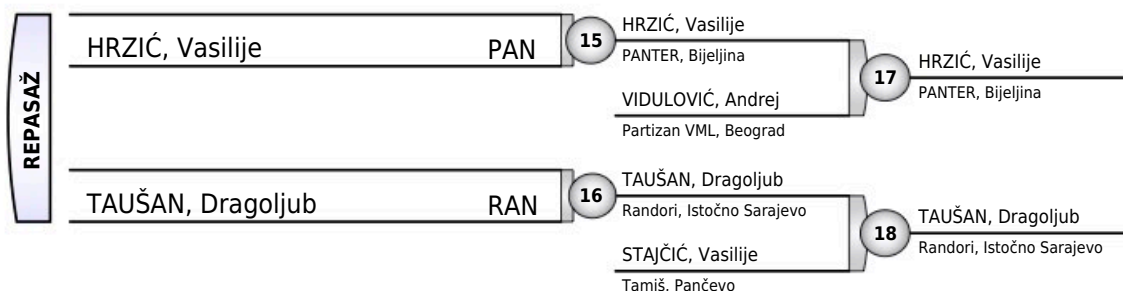 REPASAŽ
HRZIĆ, Vasilije PAN
15
HRZIĆ, Vasilije
PANTER, Bijeljina
VIDULOVIĆ, Andrej
Partizan VML, Beograd
17
HRZIĆ, Vasilije
PANTER, Bijeljina
TAUŠAN, Dragoljub RAN
16
TAUŠAN, Dragoljub
Randori, Istočno Sarajevo
STAJČIĆ, Vasilije
Tamiš, Pančevo
18
TAUŠAN, Dragoljub
Randori, Istočno Sarajevo